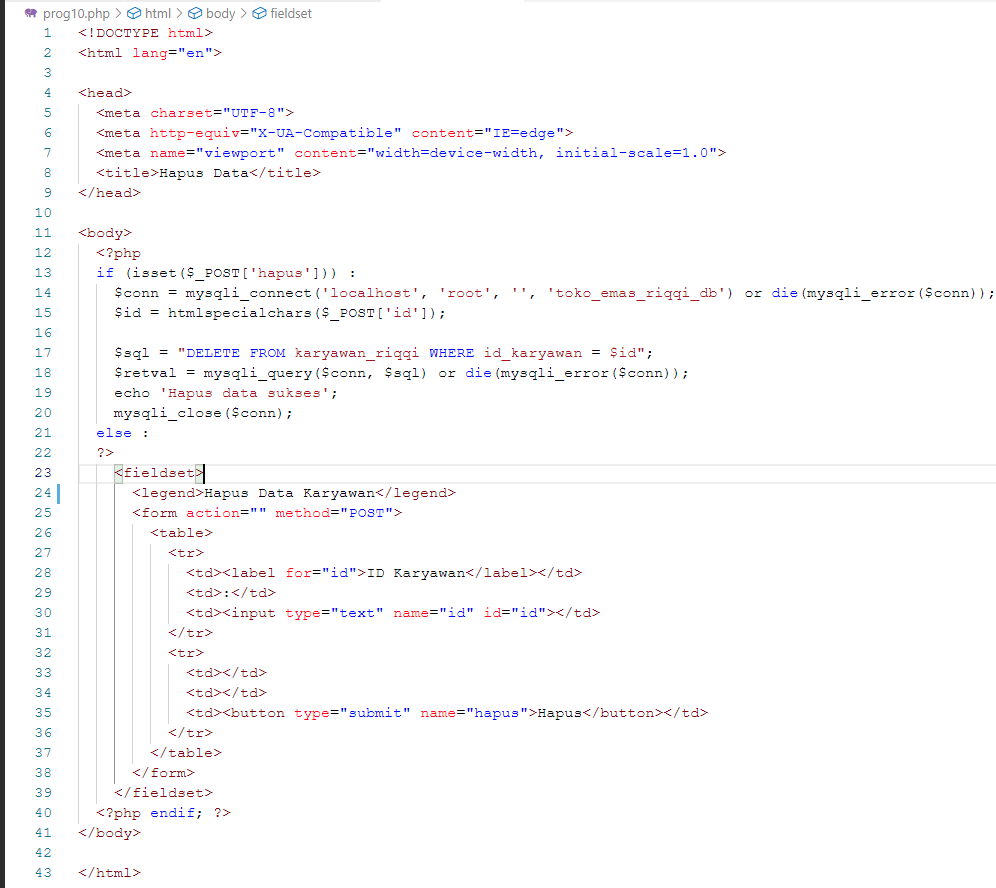 prog10.php > html > body > fieldset
1 <!DOCTYPE html>
2 <html lang="en">
3
4 <head>
5   <meta charset="UTF-8">
6   <meta http-equiv="X-UA-Compatible" content="IE=edge">
7   <meta name="viewport" content="width=device-width, initial-scale=1.0">
8   <title>Hapus Data</title>
9 </head>
10
11 <body>
12   <?php
13   if (isset($_POST['hapus'])) :
14     $conn = mysqli_connect('localhost', 'root', '', 'toko_emas_riqqi_db') or die(mysqli_error($conn));
15     $id = htmlspecialchars($_POST['id']);
16
17     $sql = "DELETE FROM karyawan_riqqi WHERE id_karyawan = $id";
18     $retval = mysqli_query($conn, $sql) or die(mysqli_error($conn));
19     echo 'Hapus data sukses';
20     mysqli_close($conn);
21   else :
22   ?>
23     <fieldset>
24       <legend>Hapus Data Karyawan</legend>
25       <form action="" method="POST">
26         <table>
27           <tr>
28             <td><label for="id">ID Karyawan</label></td>
29             <td>:</td>
30             <td><input type="text" name="id" id="id"></td>
31           </tr>
32           <tr>
33             <td></td>
34             <td></td>
35             <td><button type="submit" name="hapus">Hapus</button></td>
36           </tr>
37         </table>
38       </form>
39     </fieldset>
40   <?php endif; ?>
41 </body>
42
43 </html>